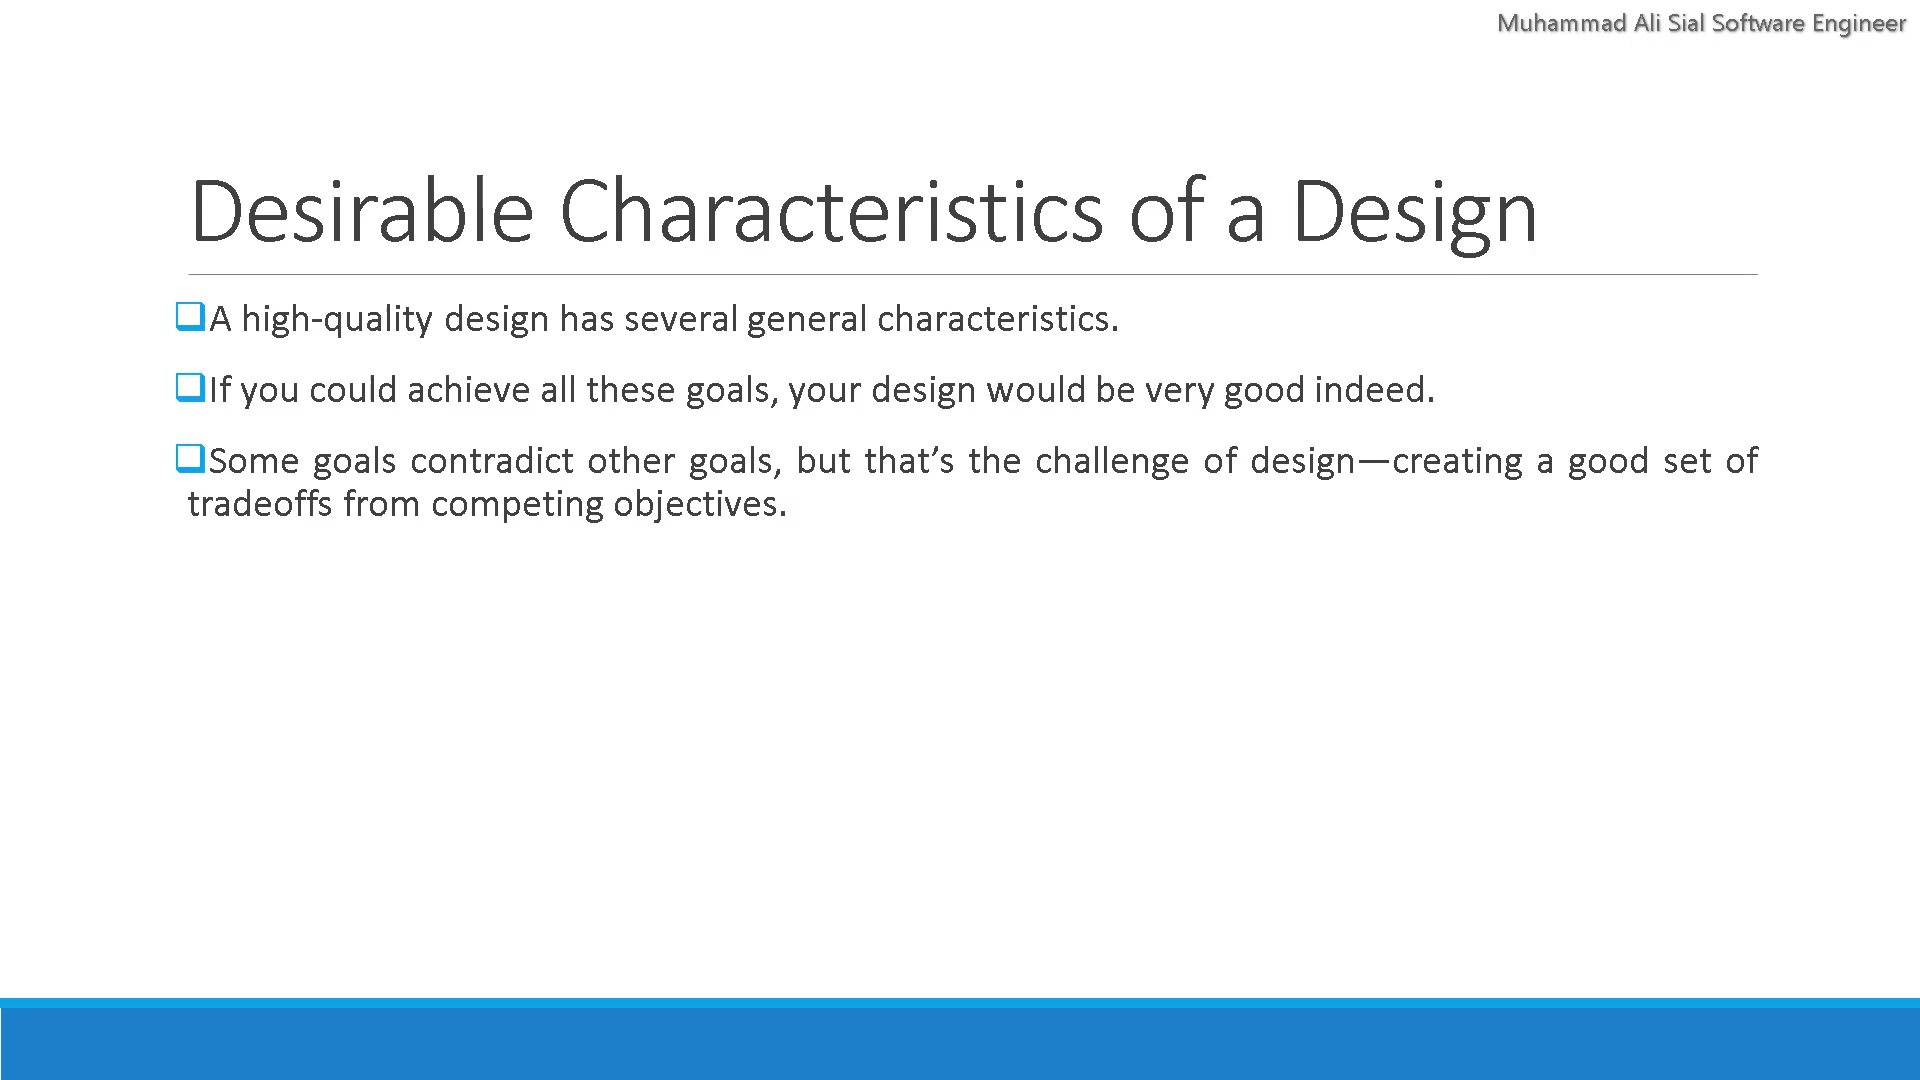 Muhammad Ali Sial Software Engineer
Desirable Characteristics of a Design
A high-quality design has several general characteristics.
If you could achieve all these goals, your design would be very good indeed.
Some goals contradict other goals, but that’s the challenge of design—creating a good set of
tradeoffs from competing objectives.